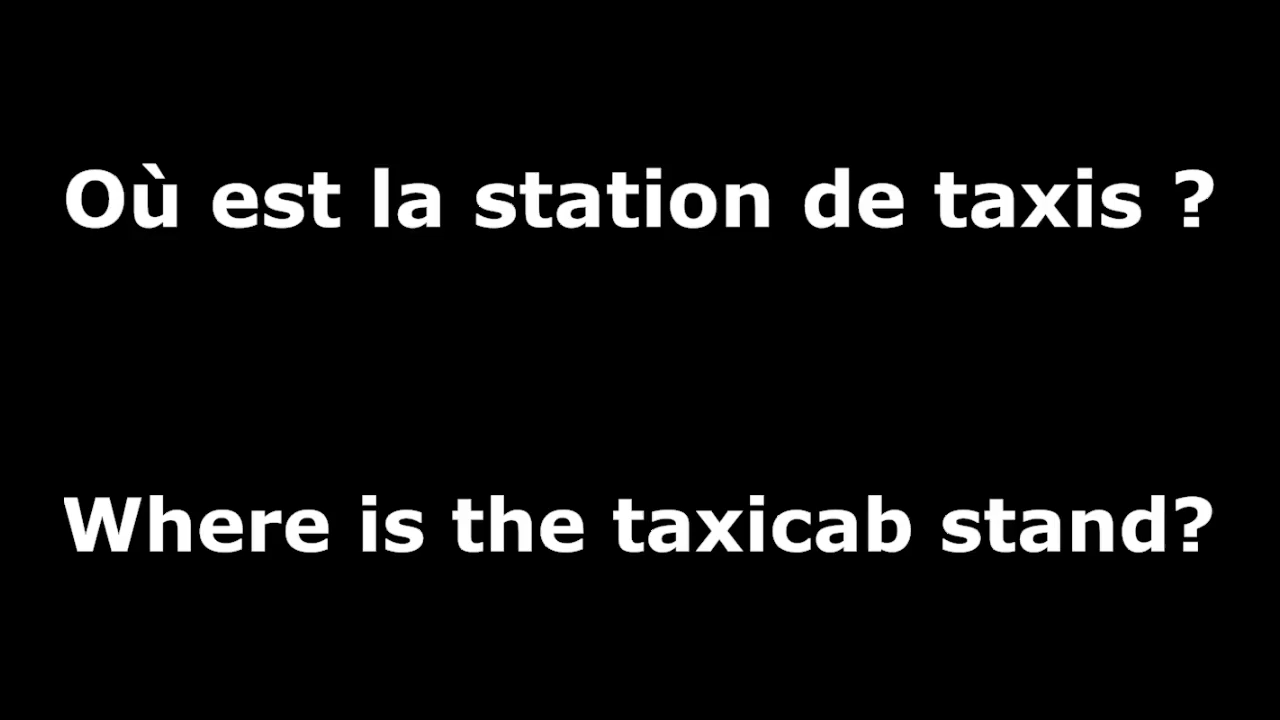 Où est la station de taxis ?
Where is the taxicab stand?